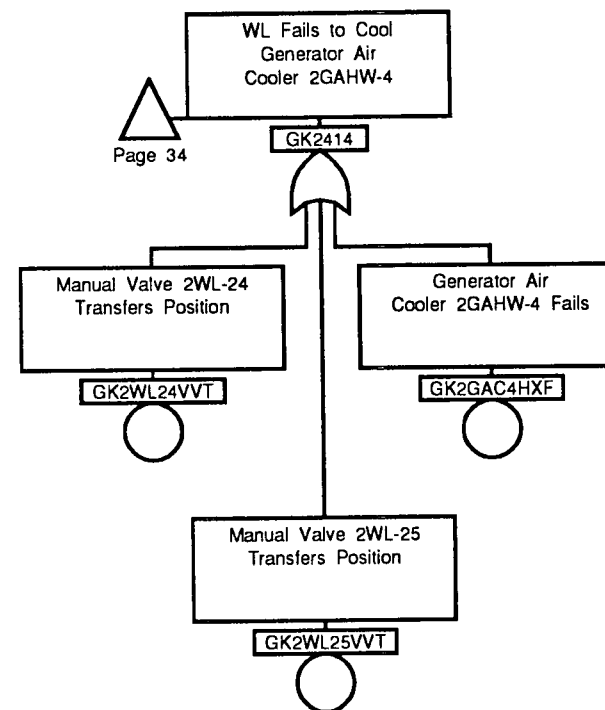 WL Fails to Cool
Generator Air
Cooler 2GAHW-4
Page 34
GK2414
Manual Valve 2WL-24
Transfers Position
GK2WL24VVT
Generator Air
Cooler 2GAHW-4 Fails
GK2GAC4HXF
Manual Valve 2WL-25
Transfers Position
GK2WL25VVT